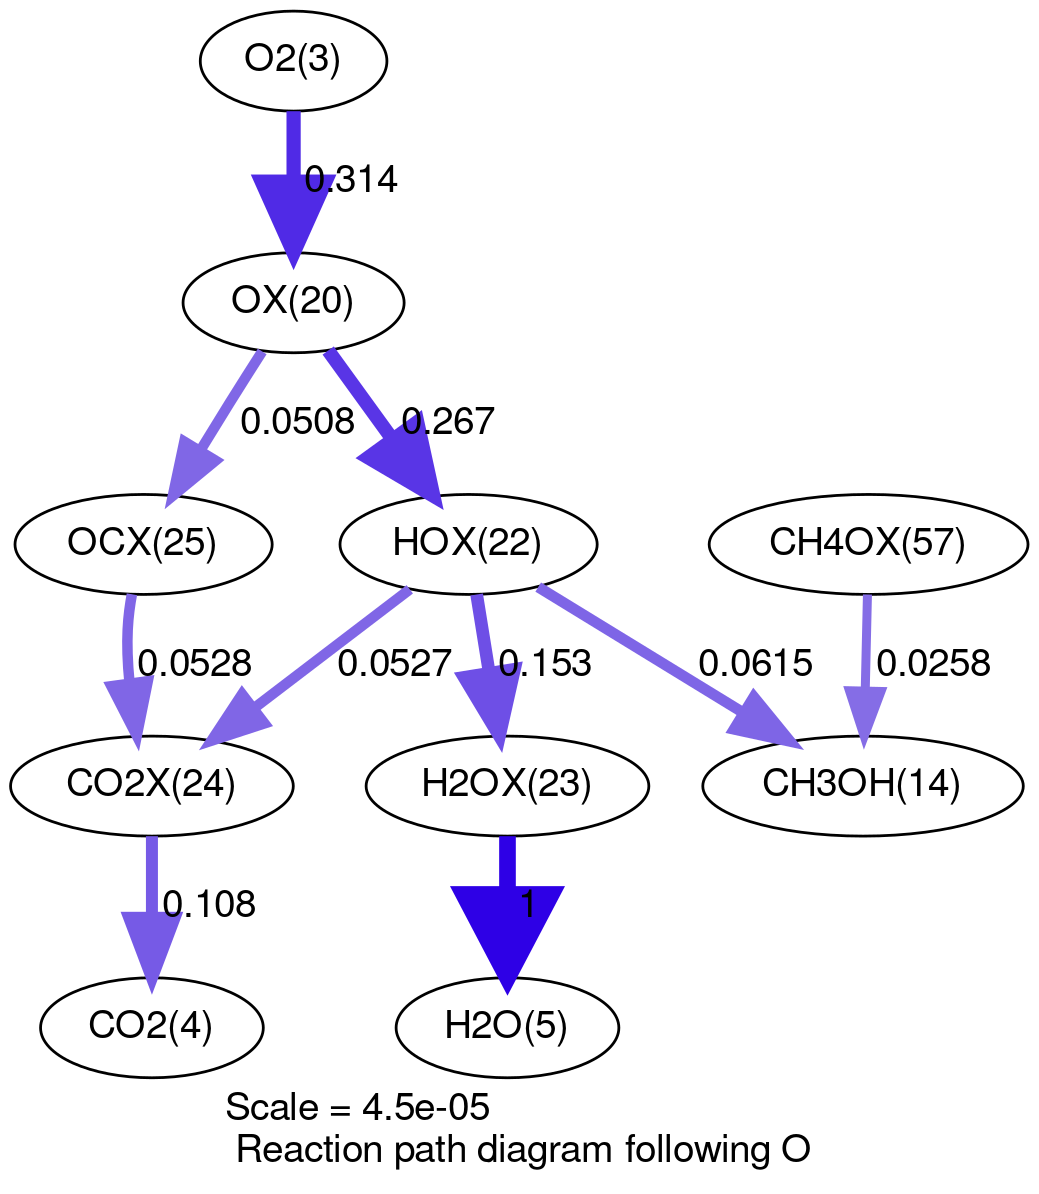 O2(3)
0.314
OX(20)
0.0508
0.267
OCX(25)
HOX(22)
CH4OX(57)
0.0528
0.0527
0.153
0.0615
0.0258
CO2X(24)
H2OX(23)
CH3OH(14)
0.108
1
CO2(4)
H2O(5)
Scale = 4.5e-05
Reaction path diagram following O